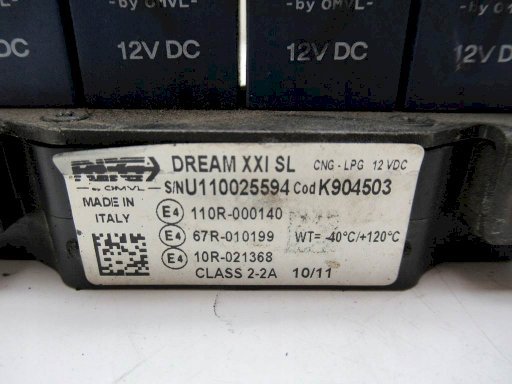 -by OMVL-
-by OMVL-
12V DC
12V DC
12V DC
DREAM XXI SL CNG - LPG 12 VDC
-by OMVL- S/N U110025594 Cod K904503
MADE IN
ITALY
E4 110R-000140
E4 67R-010199 WT= -40°C/+120°C
E4 10R-021368
CLASS 2-2A 10/11